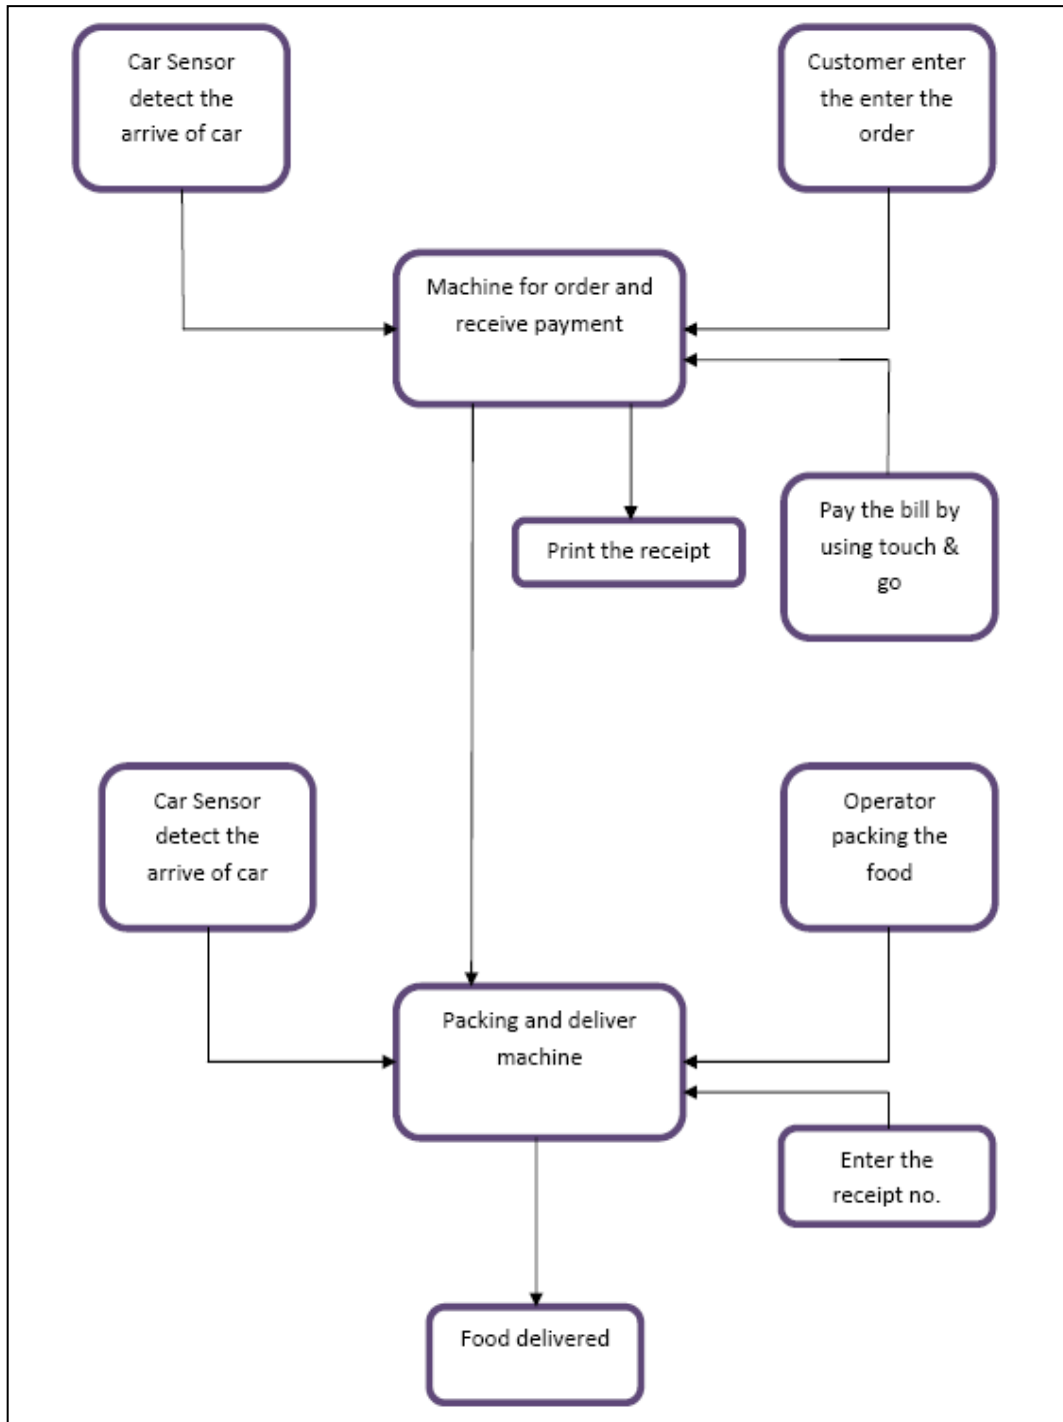 Car Sensor
detect the
arrive of car
Customer enter
the enter the
order
Machine for order and
receive payment
Print the receipt
Pay the bill by
using touch &
go
Car Sensor
detect the
arrive of car
Operator
packing the
food
Packing and deliver
machine
Enter the
receipt no.
Food delivered